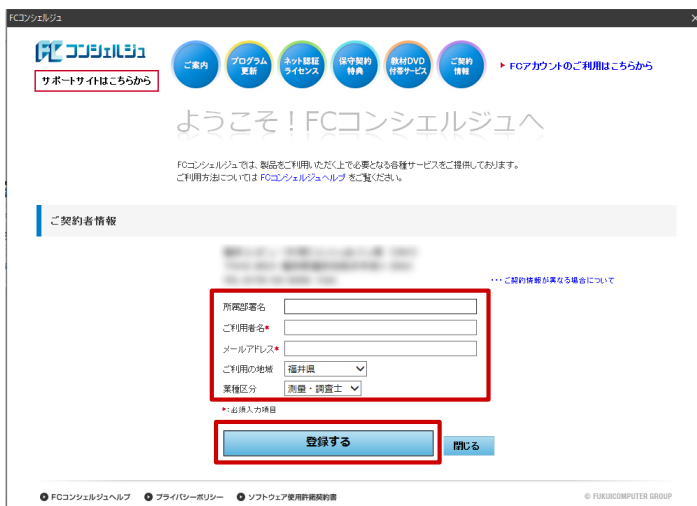 FCコンシェルジュ
FC コンシェルジュ
サポートサイトはこちらから
ご案内
プログラム
更新
ネット認証
ライセンス
保守契約
特典
教材DVD
付帯サービス
ご契約
情報
FCアカウントのご利用はこちらから
ようこそ！FCコンシェルジュへ
FCコンシェルジュでは、製品をご利用いただく上で必要となる各種サービスをご提供しております。
ご利用方法については FCコンシェルジュヘルプ をご覧ください。
ご契約者情報
･･･ご契約情報が異なる場合について
所属部署名
ご利用者名*
メールアドレス*
ご利用の地域 福井県
業種区分 測量・調査士
*:必須入力項目
登録する
閉じる
FCコンシェルジュヘルプ プライバシーポリシー ソフトウェア使用許諾契約書
© FUKUICOMPUTER GROUP